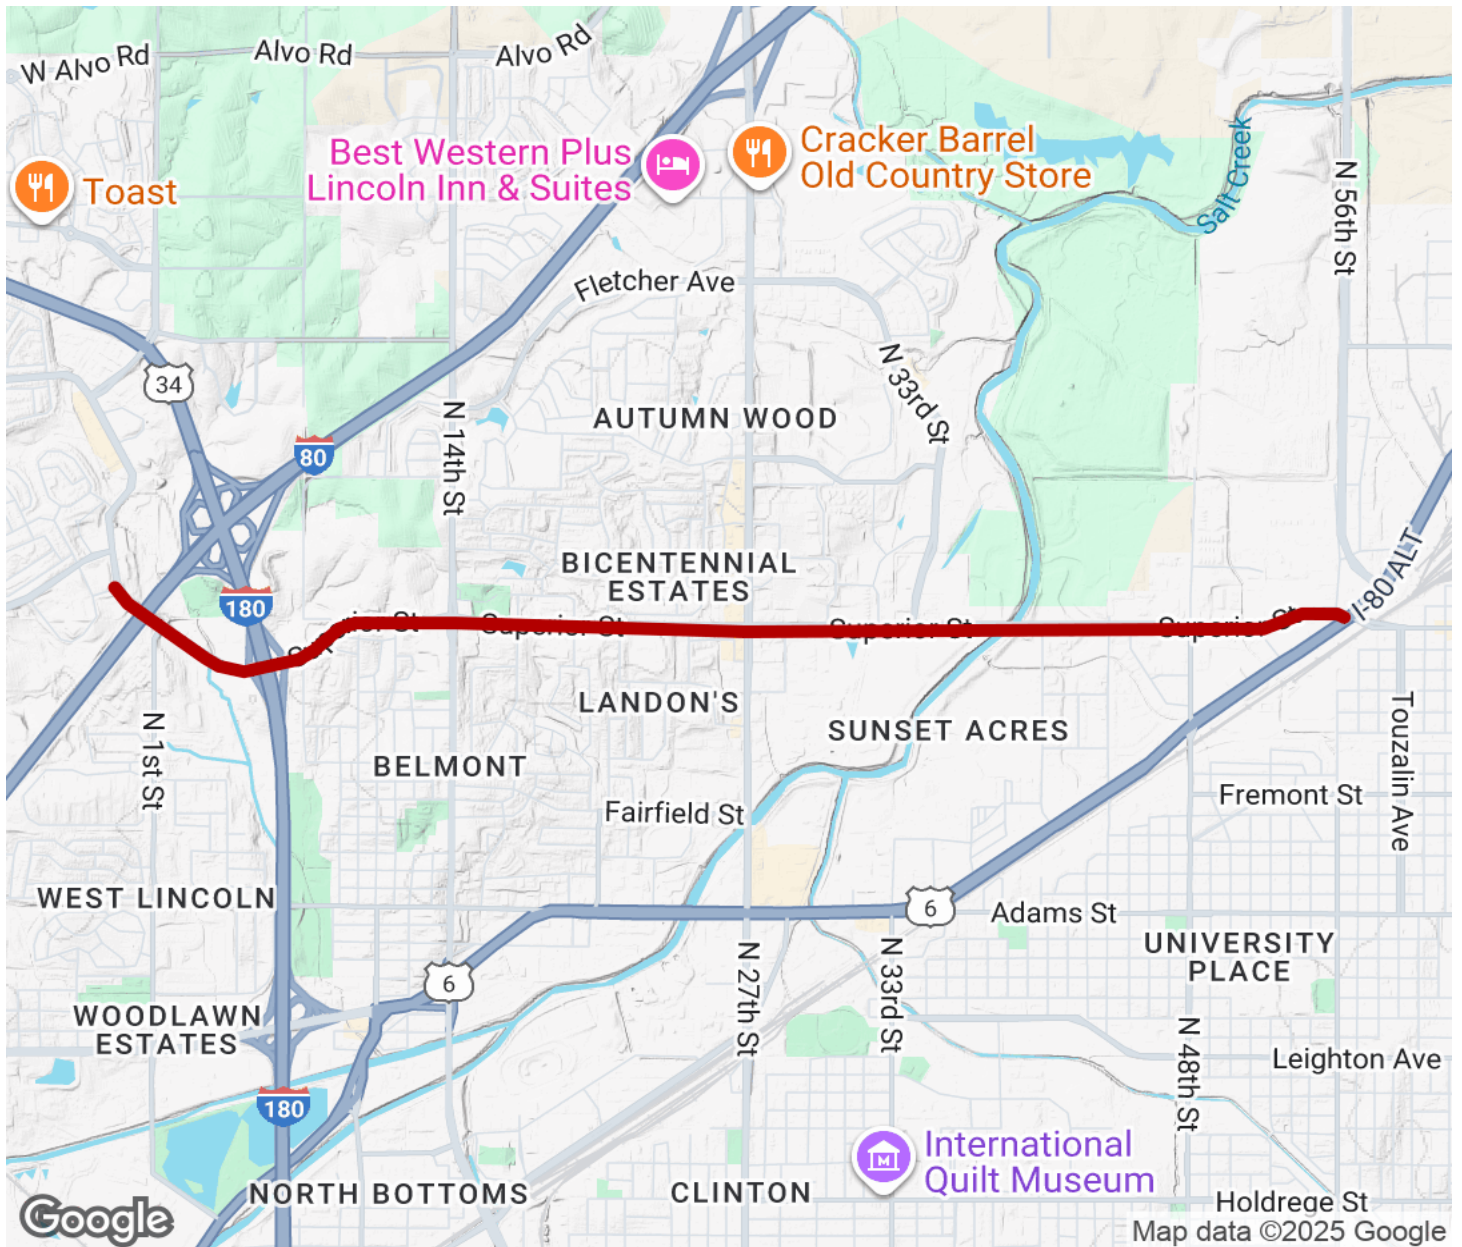 W Alvo Rd
Alvo Rd
Alvo Rd
Best Western Plus
Lincoln Inn & Suites
Cracker Barrel
Old Country Store
Toast
Salt Creek
N 56th St
Fletcher Ave
34
N 33rd St
80
N 14th St
AUTUMN WOOD
BICENTENNIAL
ESTATES
I-80 ALT
180
Superior St
Superior St
Superior St
Superior St
N 1st St
LANDON'S
SUNSET ACRES
Touzalin Ave
BELMONT
Fairfield St
Fremont St
WEST LINCOLN
6
Adams St
UNIVERSITY
PLACE
N 27th St
N 33rd St
6
WOODLAWN
ESTATES
N 48th St
Leighton Ave
180
International
Quilt Museum
NORTH BOTTOMS
CLINTON
Holdrege St
Google
Map data ©2025 Google